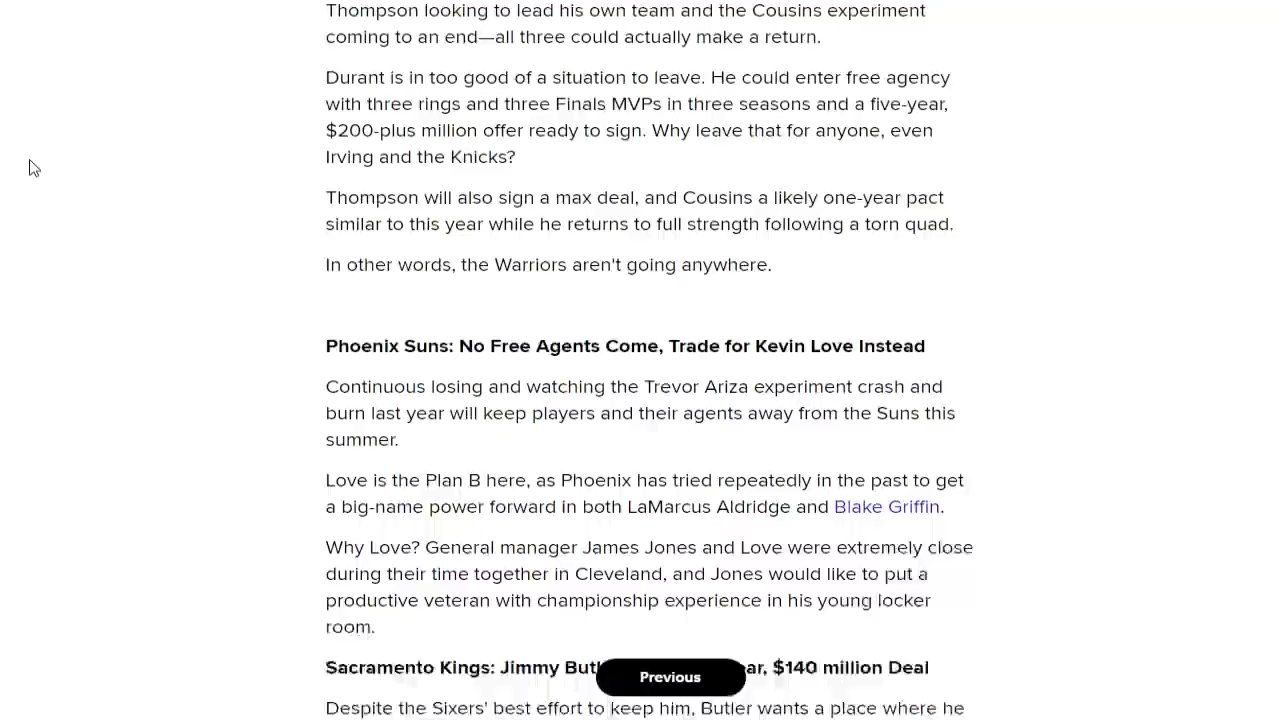 Thompson looking to lead his own team and the Cousins experiment
coming to an end—all three could actually make a return.
Durant is in too good of a situation to leave. He could enter free agency
with three rings and three Finals MVPs in three seasons and a five-year,
$200-plus million offer ready to sign. Why leave that for anyone, even
Irving and the Knicks?
Thompson will also sign a max deal, and Cousins a likely one-year pact
similar to this year while he returns to full strength following a torn quad.
In other words, the Warriors aren't going anywhere.
Phoenix Suns: No Free Agents Come, Trade for Kevin Love Instead
Continuous losing and watching the Trevor Ariza experiment crash and
burn last year will keep players and their agents away from the Suns this
summer.
Love is the Plan B here, as Phoenix has tried repeatedly in the past to get
a big-name power forward in both LaMarcus Aldridge and Blake Griffin.
Why Love? General manager James Jones and Love were extremely close
during their time together in Cleveland, and Jones would like to put a
productive veteran with championship experience in his young locker
room.
Sacramento Kings: Jimmy , $140 million Deal
Previous
Despite the Sixers' best effort to keep him, Butler wants a place where he